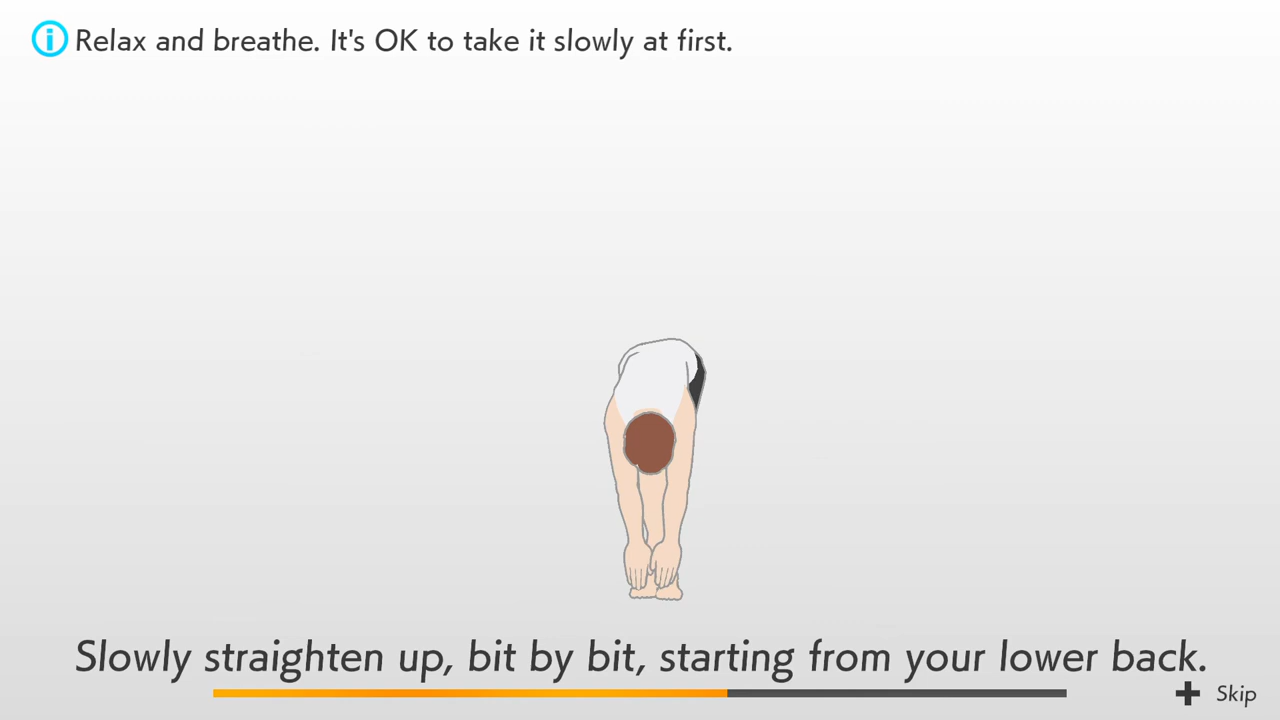 Relax and breathe. It's OK to take it slowly at first.
Slowly straighten up, bit by bit, starting from your lower back.
Skip